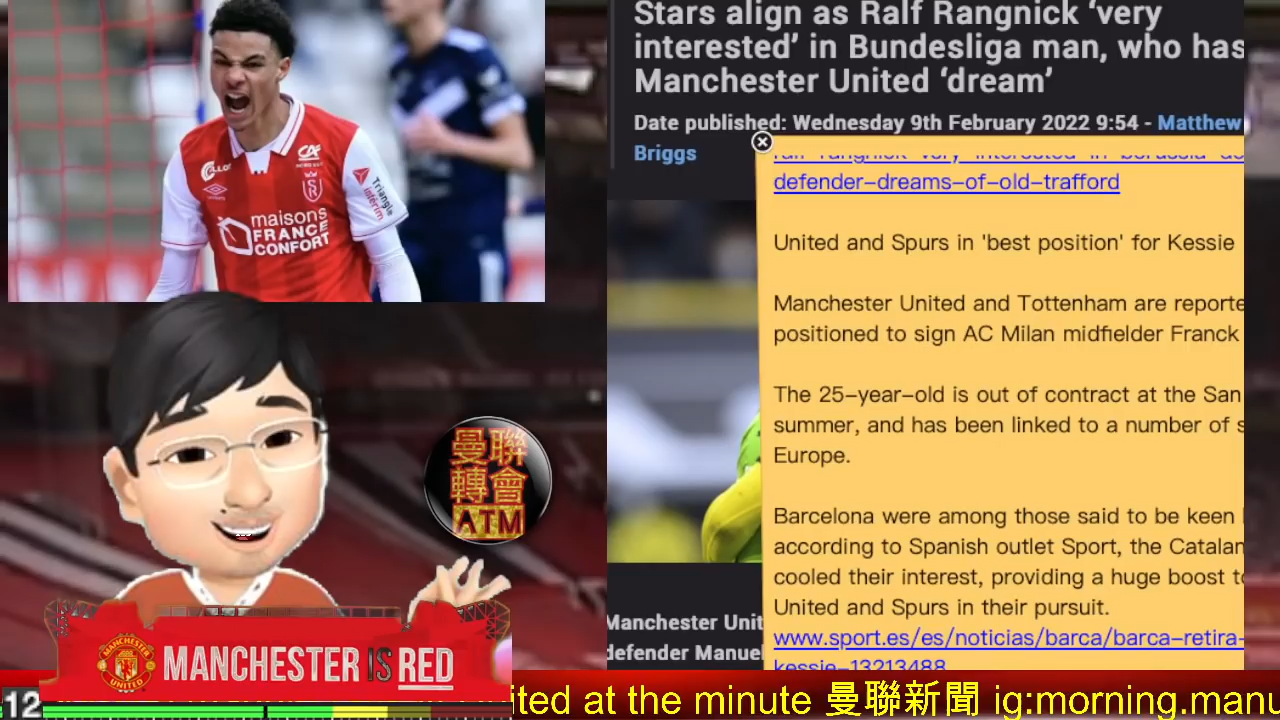 Stars align as Ralf Rangnick ‘very
interested’ in Bundesliga man, who has
Manchester United ‘dream’
Date published: Wednesday 9th February 2022 9:54 - Matthew
Briggs
defender-dreams-of-old-trafford
United and Spurs in 'best position' for Kessie
Manchester United and Tottenham are reporte
positioned to sign AC Milan midfielder Franck
The 25-year-old is out of contract at the San
summer, and has been linked to a number of s
Europe.
Barcelona were among those said to be keen
according to Spanish outlet Sport, the Catalan
cooled their interest, providing a huge boost to
United and Spurs in their pursuit.
www.sport.es/es/noticias/barca/barca-retira-
kessie-13213488
Manchester Unit
defender Manuel
maisons
FRANCE
CONFORT
Triangle
Intérim
曼聯
轉會
ATM
MANCHESTER
UNITED
MANCHESTER IS RED
12
ited at the minute 曼聯新聞 ig:morning.manu